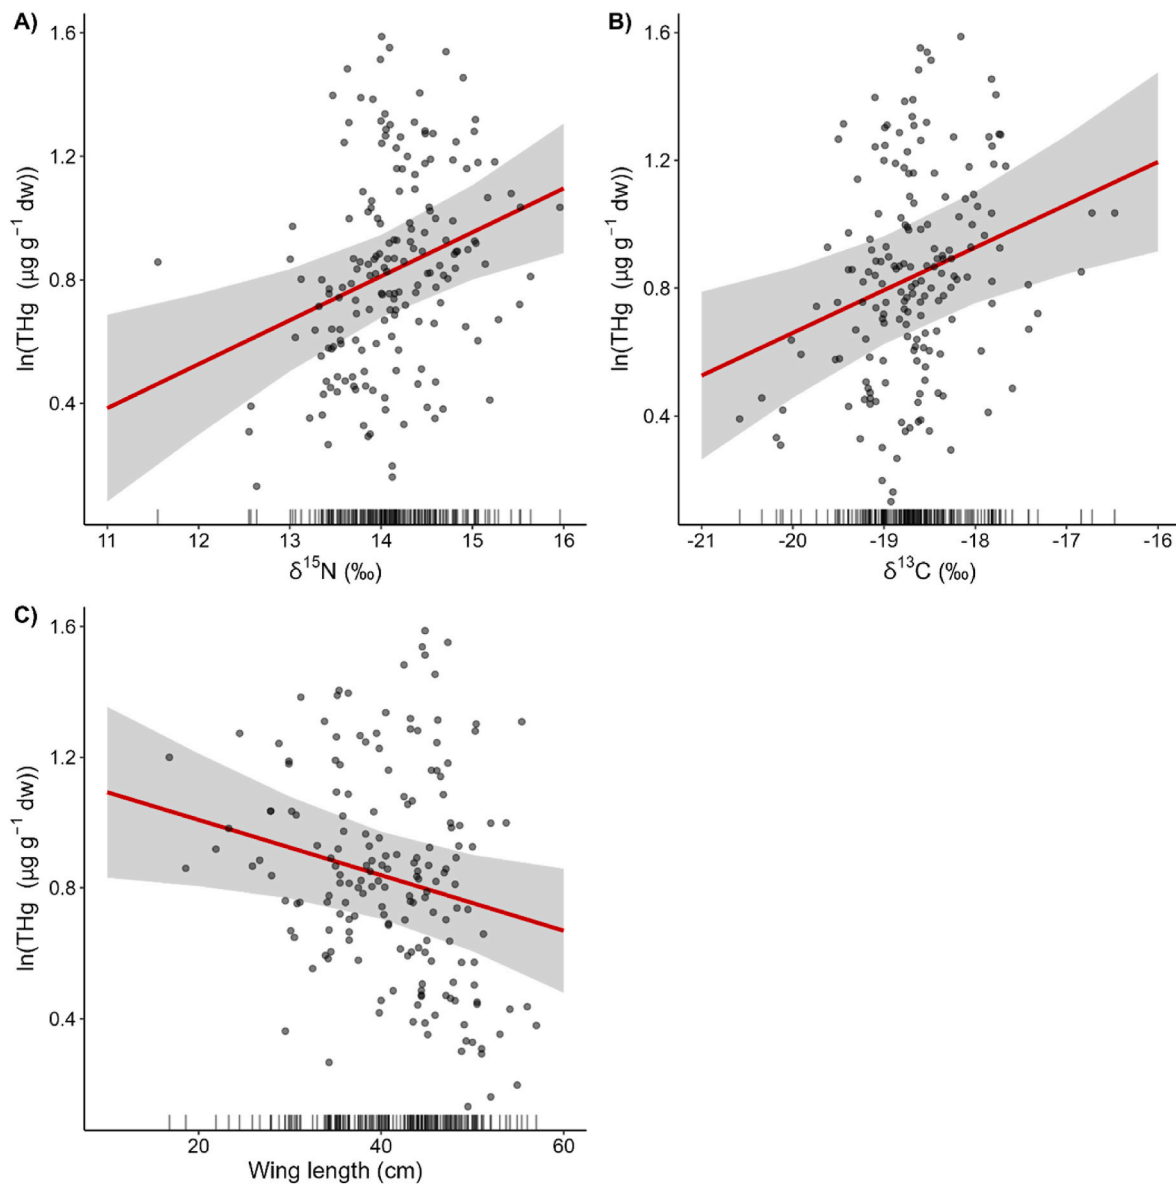 A)
1.6
1.2
0.8
0.4
ln(THg (µg g⁻¹ dw))
11 12 13 14 15 16
δ¹⁵N (‰)
B)
1.6
1.2
0.8
0.4
ln(THg (µg g⁻¹ dw))
-21 -20 -19 -18 -17 -16
δ¹³C (‰)
C)
1.6
1.2
0.8
0.4
ln(THg (µg g⁻¹ dw))
20 40 60
Wing length (cm)